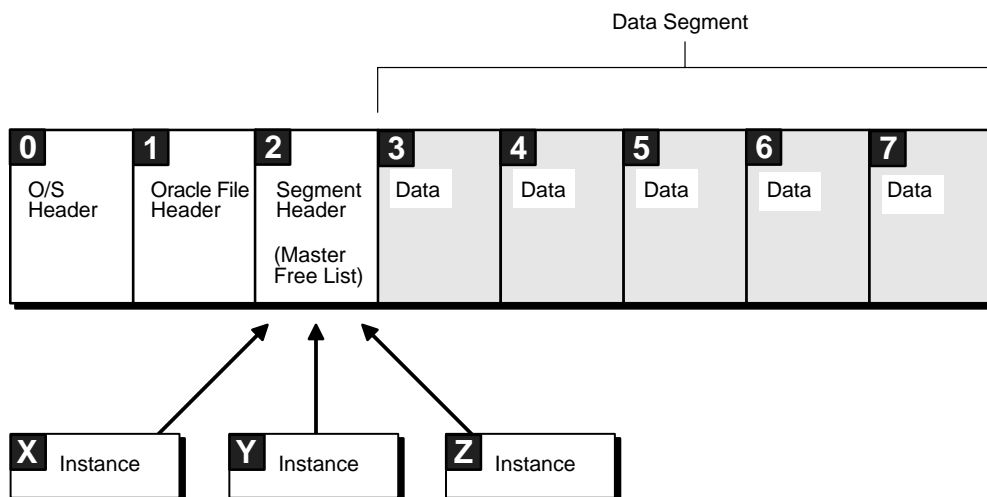 Data Segment
0
O/S
Header
1
Oracle File
Header
2
Segment
Header
(Master
Free List)
3
Data
4
Data
5
Data
6
Data
7
Data
X
Instance
Y
Instance
Z
Instance